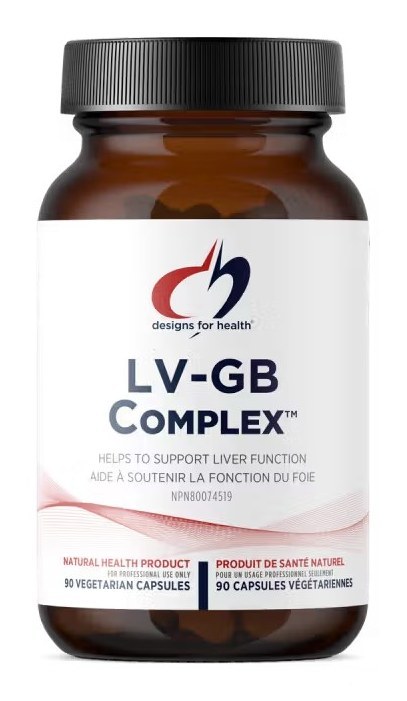 designs for health®
LV-GB
COMPLEX™
HELPS TO SUPPORT LIVER FUNCTION
AIDE À SOUTENIR LA FONCTION DU FOIE
NPN80074519
NATURAL HEALTH PRODUCT
FOR PROFESSIONAL USE ONLY
90 VEGETARIAN CAPSULES
PRODUIT DE SANTÉ NATUREL
POUR UN USAGE PROFESSIONNEL SEULEMENT
90 CAPSULES VÉGÉTARIENNES